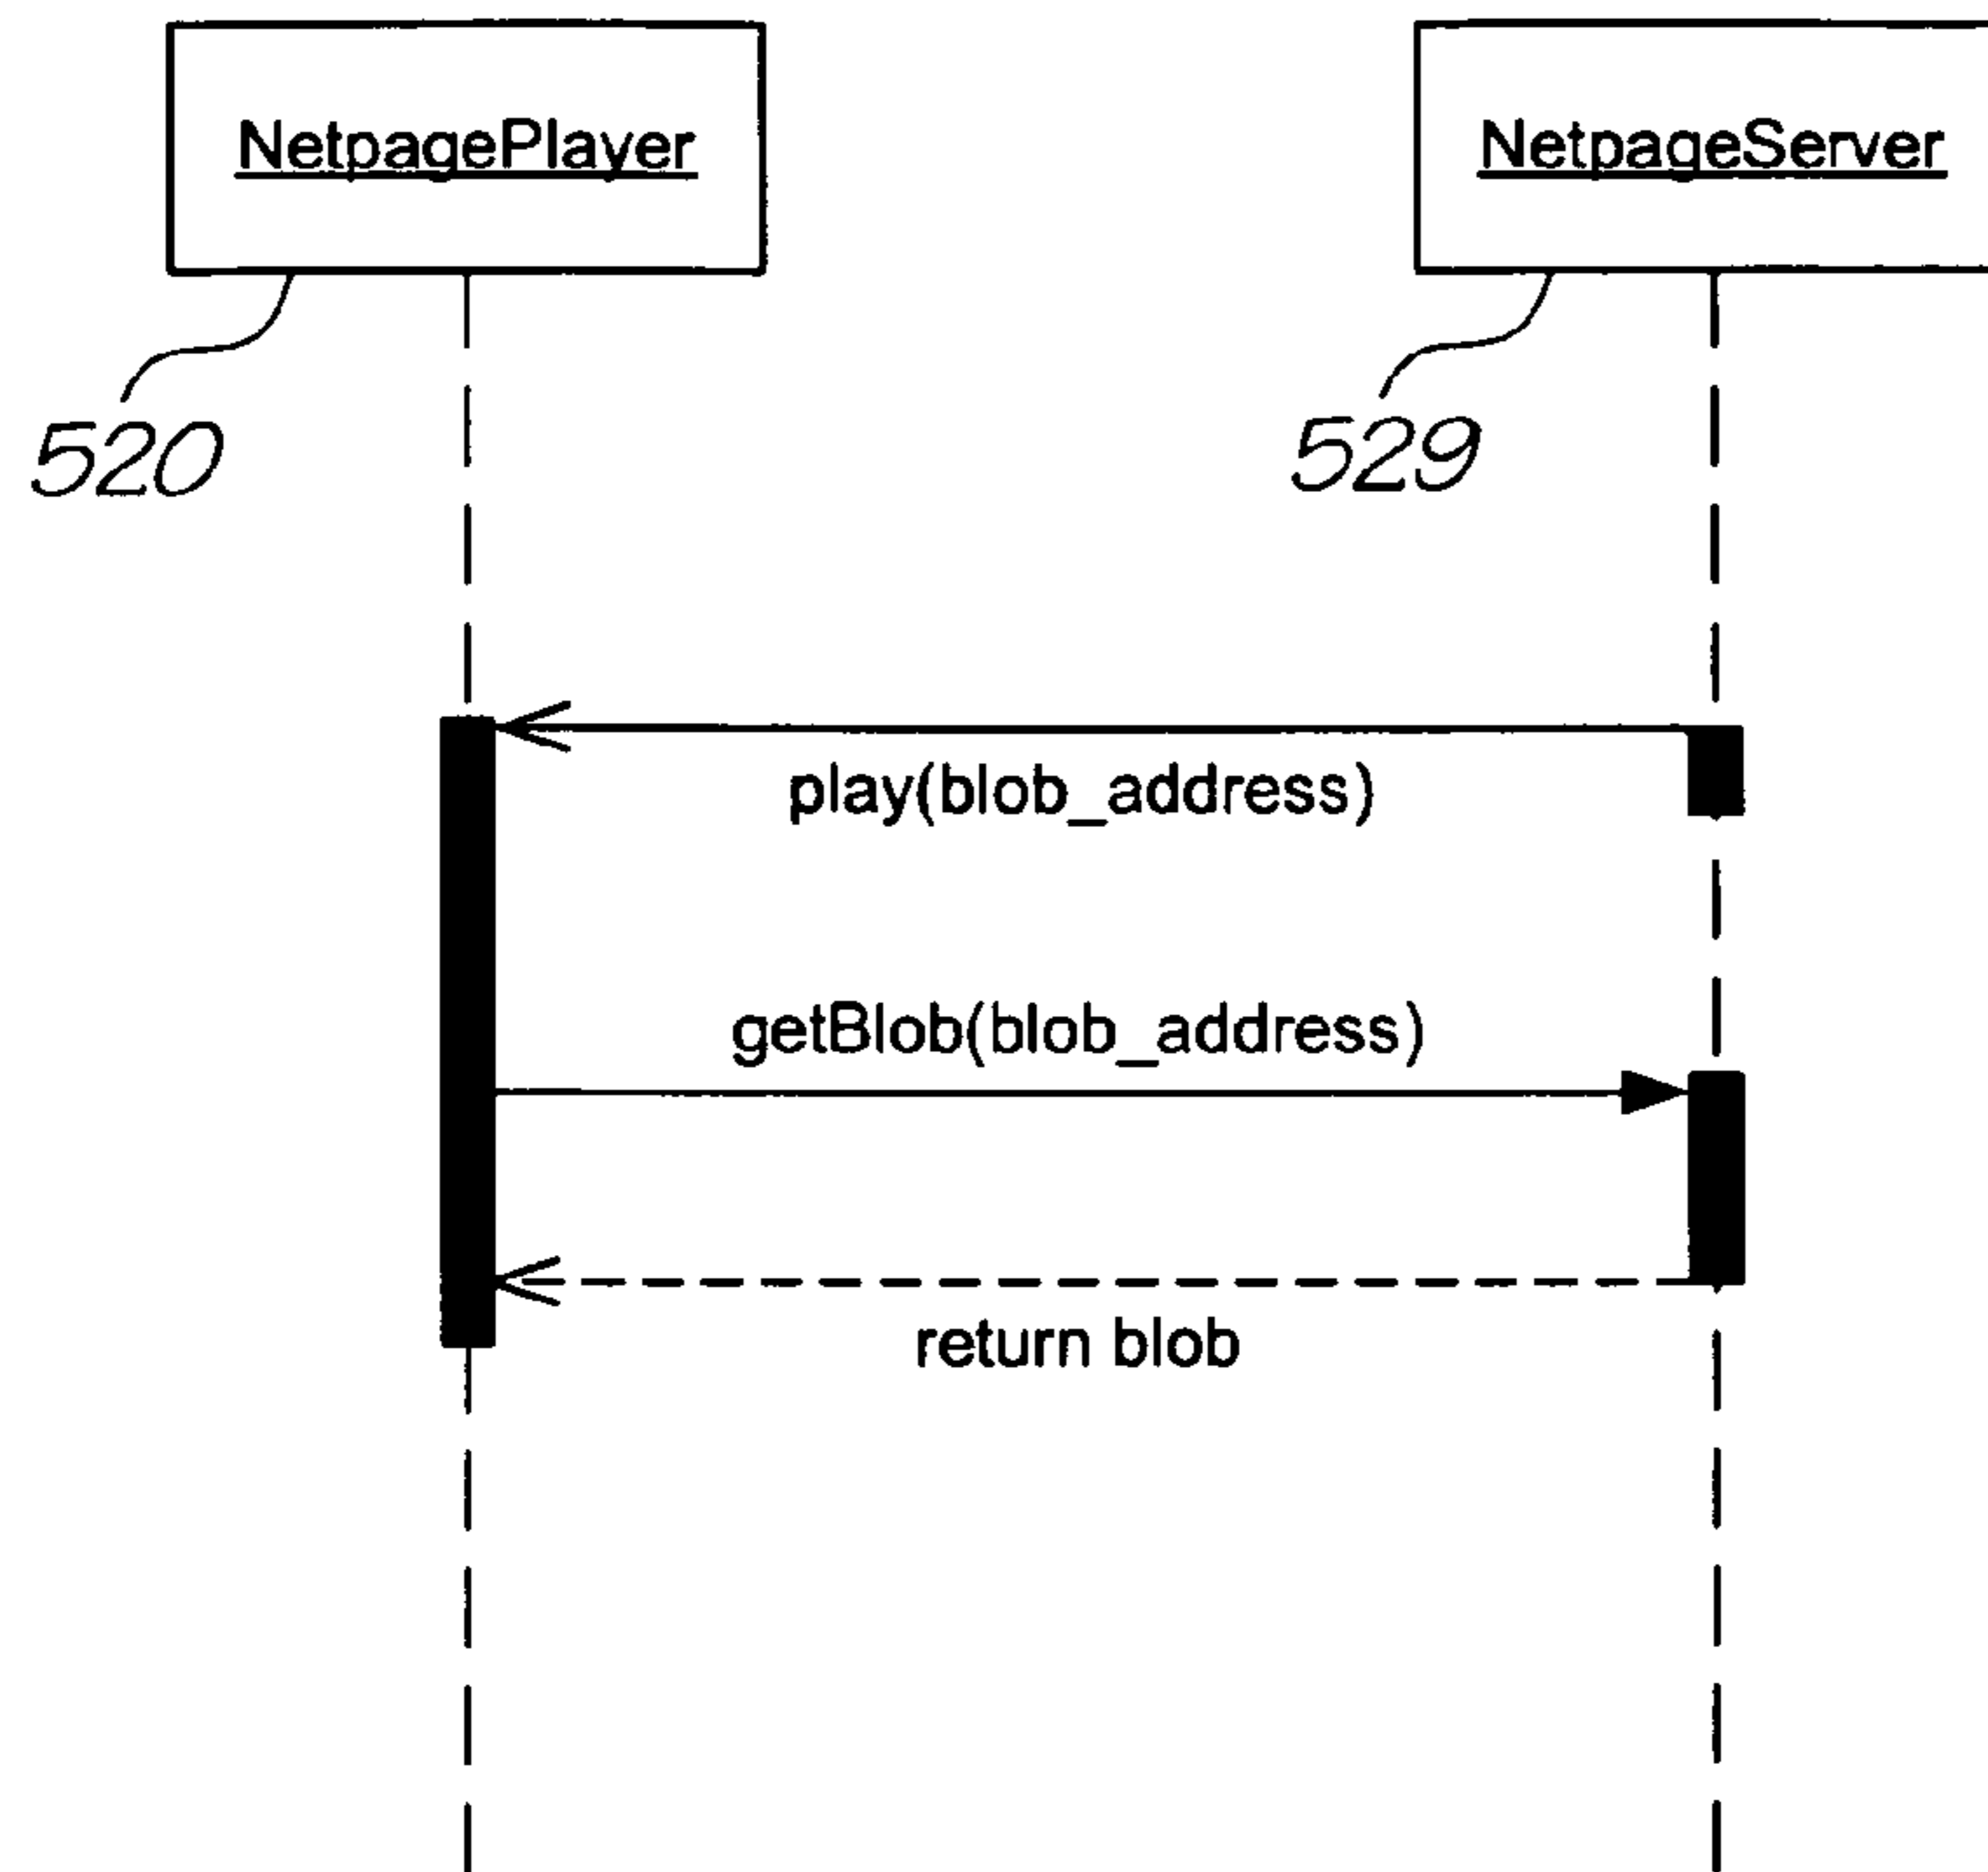 NetpagePlayer
NetpageServer
520
529
play(blob_address)
getBlob(blob_address)
return blob